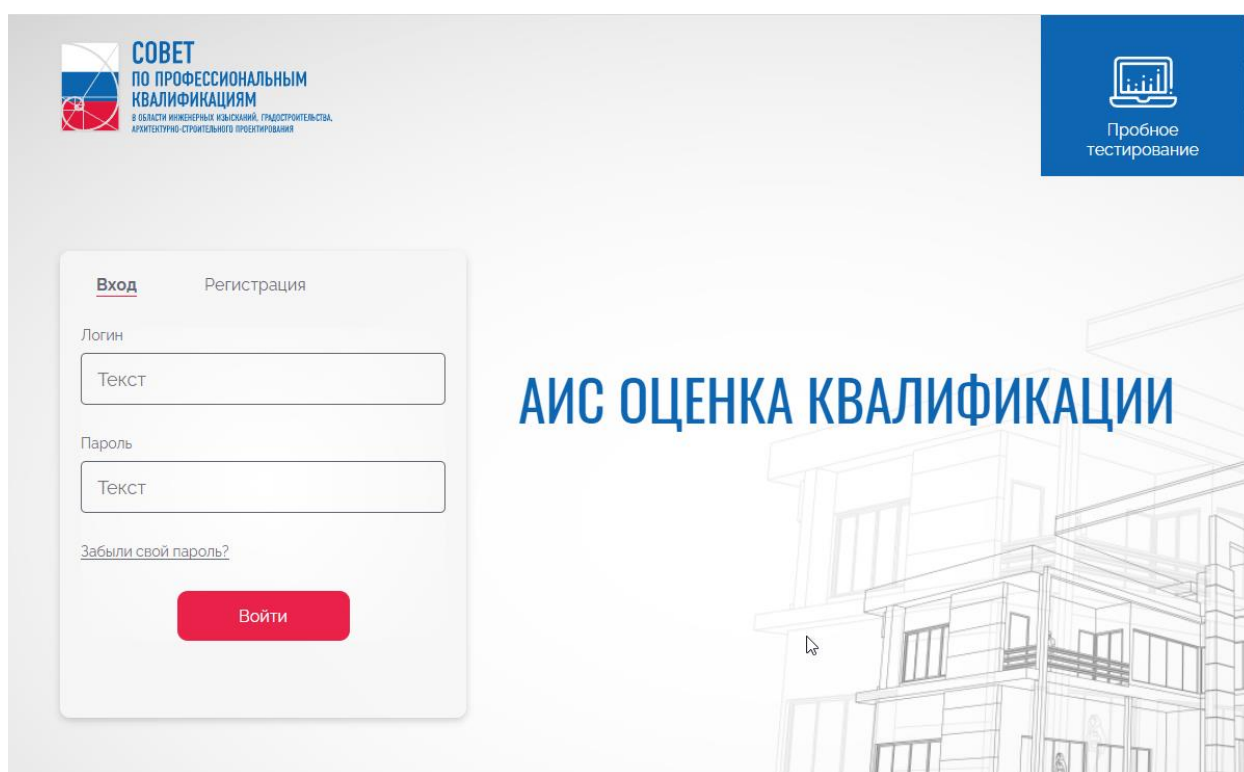 СОВЕТ
ПО ПРОФЕССИОНАЛЬНЫМ
КВАЛИФИКАЦИЯМ
В ОБЛАСТИ ИНЖЕНЕРНЫХ ИЗЫСКАНИЙ, ГРАДОСТРОИТЕЛЬСТВА,
АРХИТЕКТУРНО-СТРОИТЕЛЬНОГО ПРОЕКТИРОВАНИЯ
Пробное
тестирование
Вход Регистрация
Логин
Текст
Пароль
Текст
Забыли свой пароль?
Войти
АИС ОЦЕНКА КВАЛИФИКАЦИИ